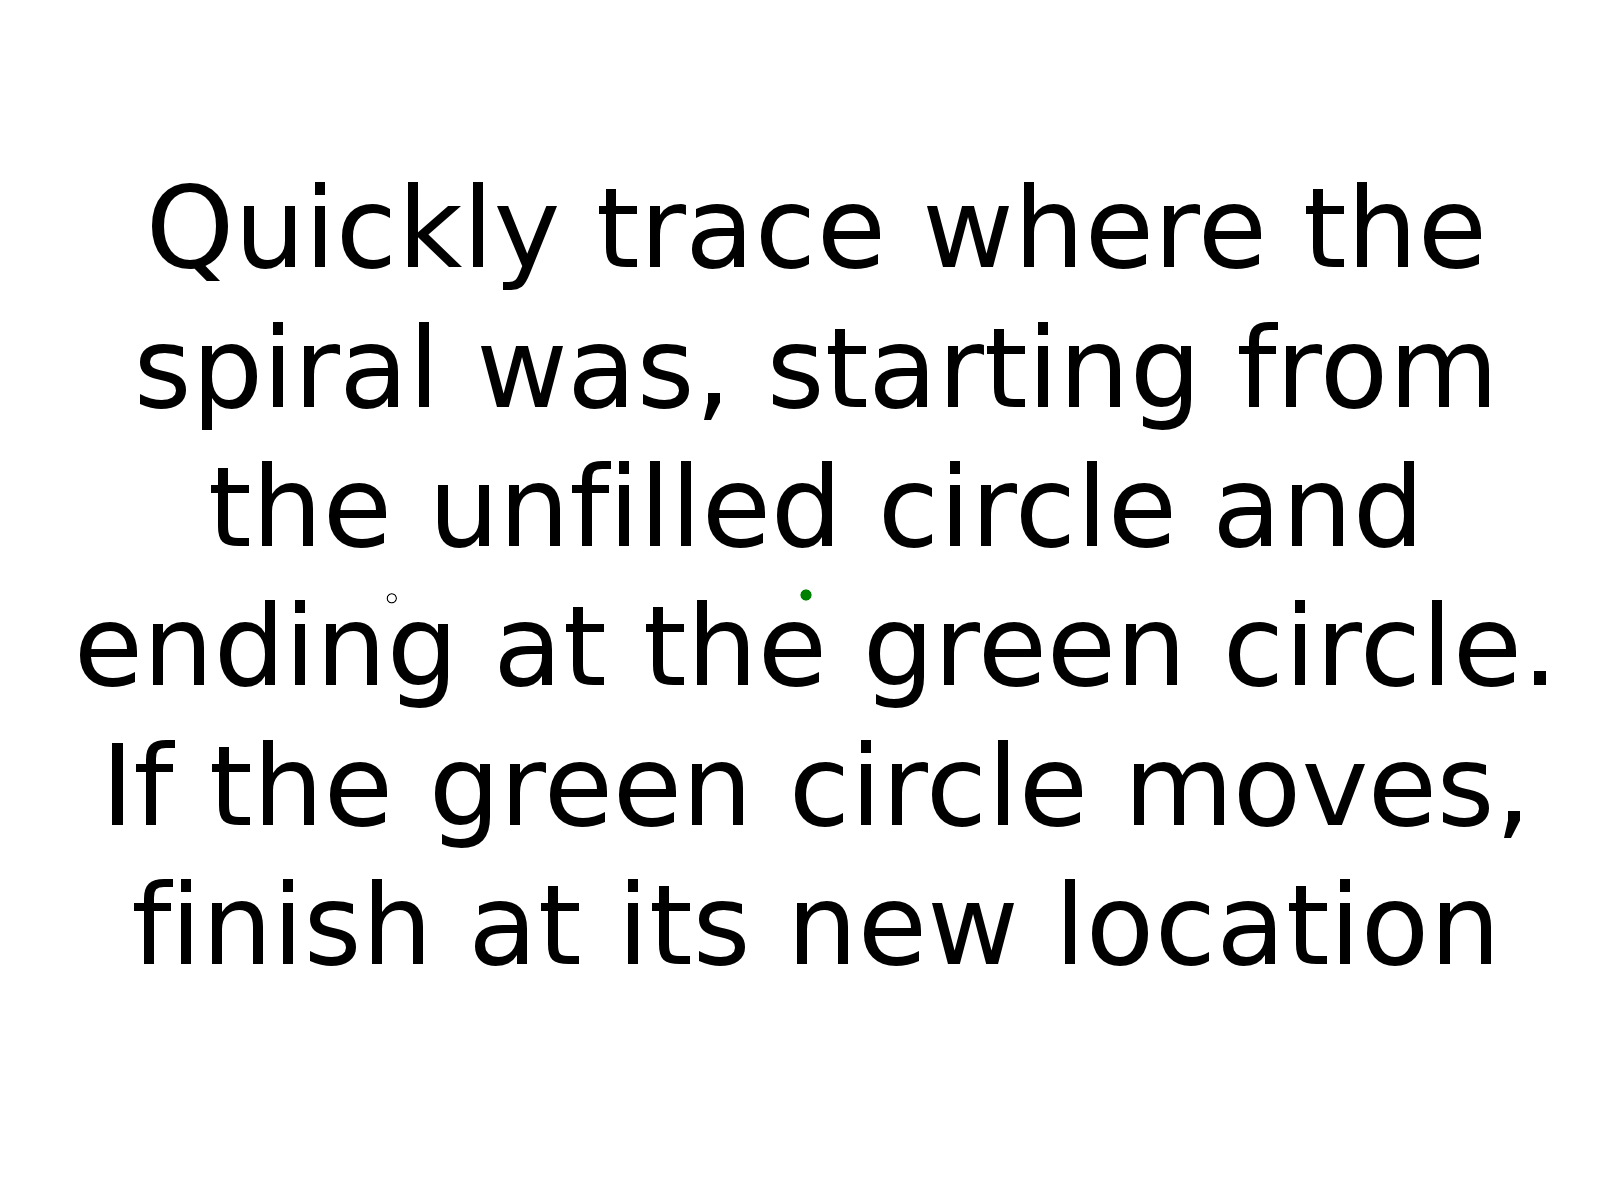 Quickly trace where the
spiral was, starting from
the unfilled circle and
ending at the green circle.
If the green circle moves,
finish at its new location